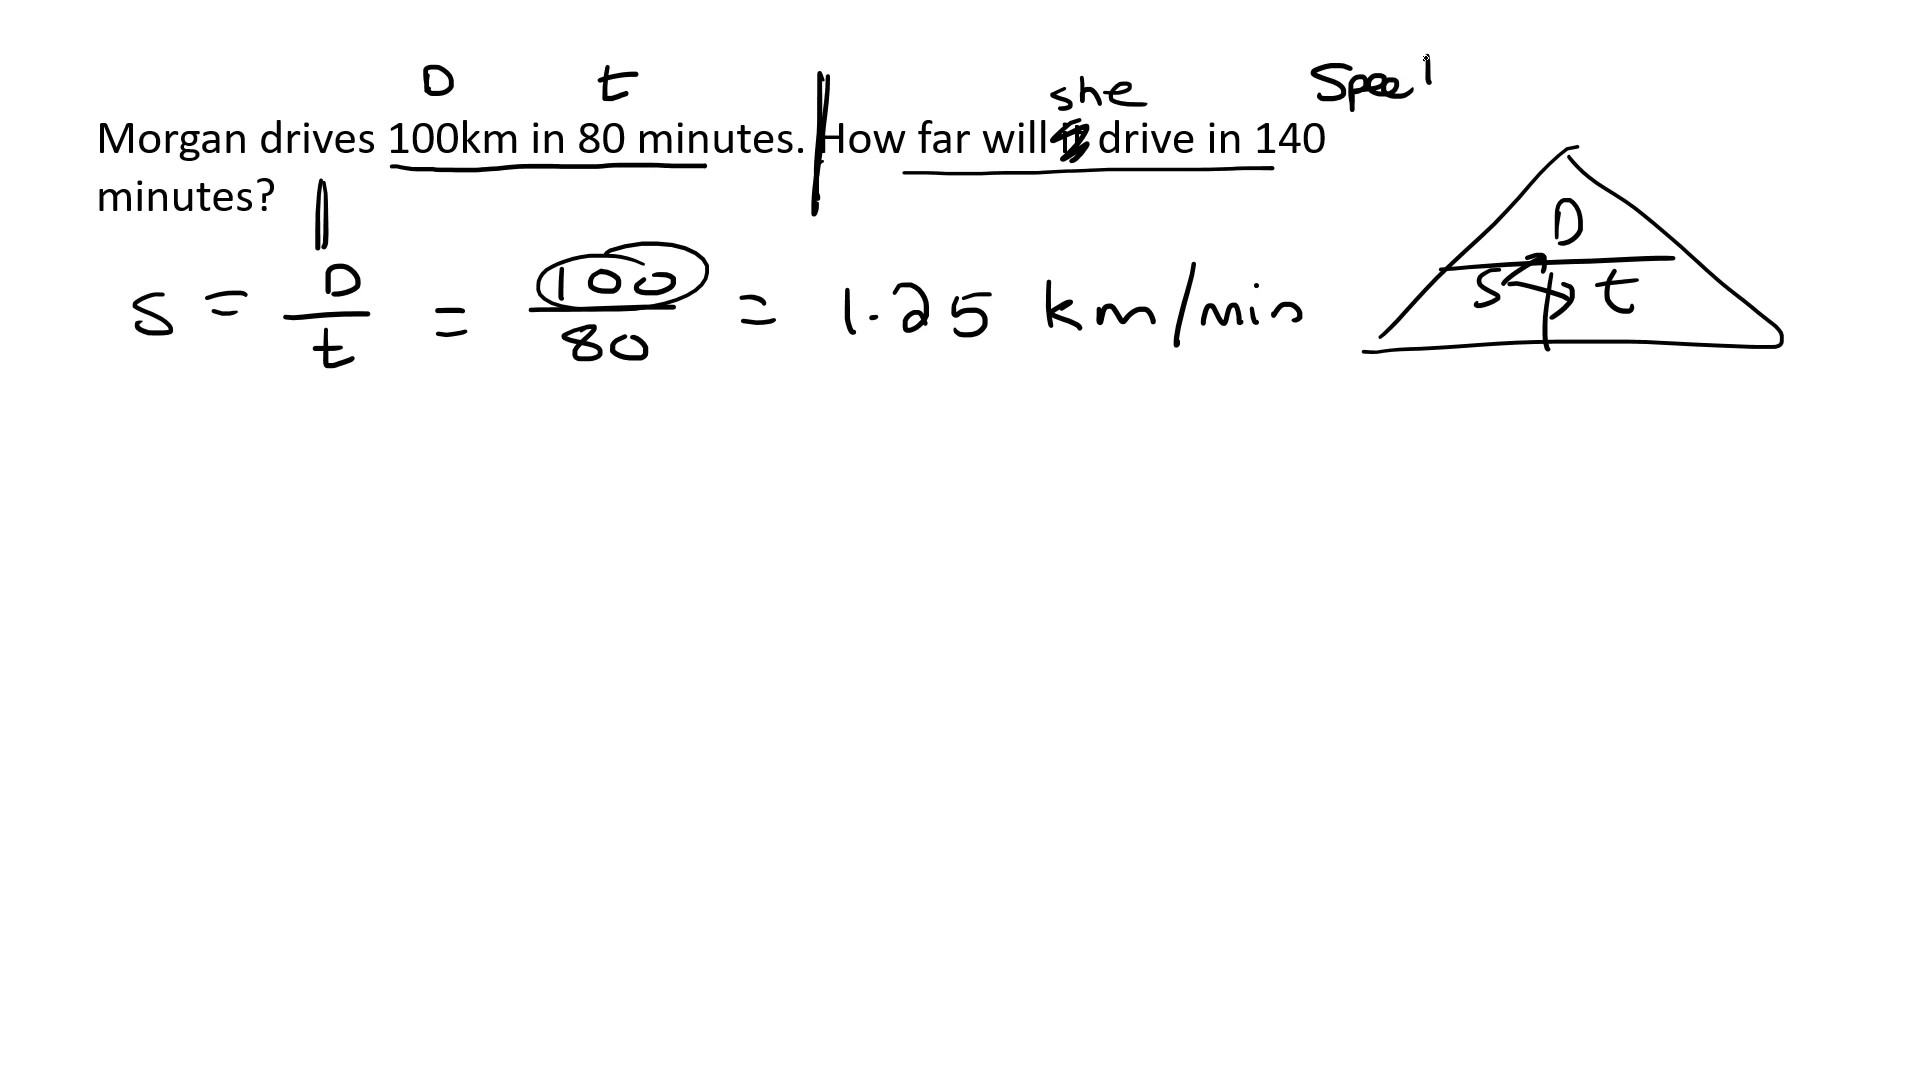 D t she Speed
Morgan drives 100km in 80 minutes. How far will drive in 140
minutes?
S = D/t = 100/80 = 1.25 km/min
D
S t